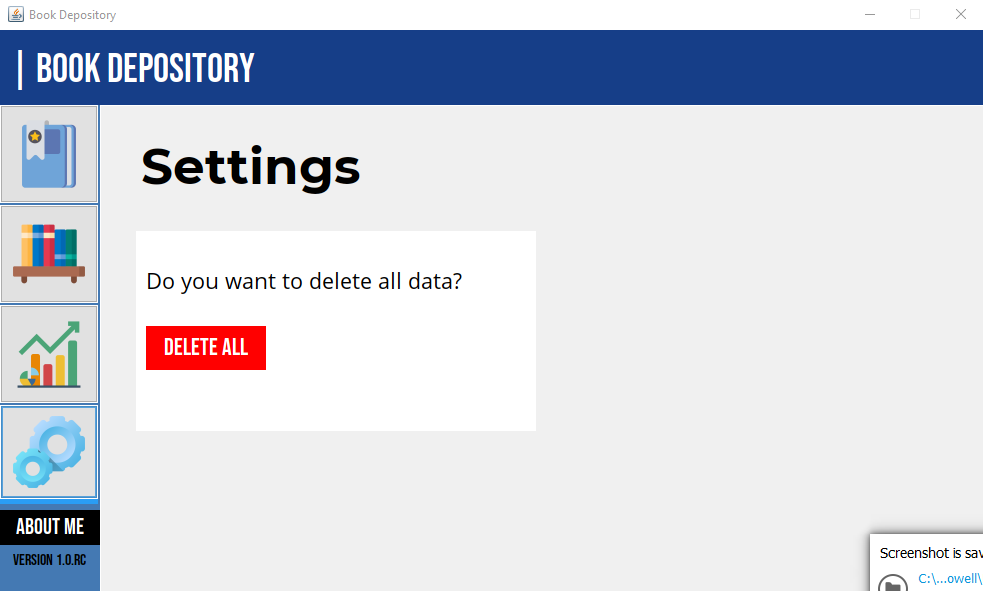 Book Depository
| BOOK DEPOSITORY
Settings
Do you want to delete all data?
DELETE ALL
ABOUT ME
VERSION 1.0.RC
Screenshot is sav
C:\...owell\